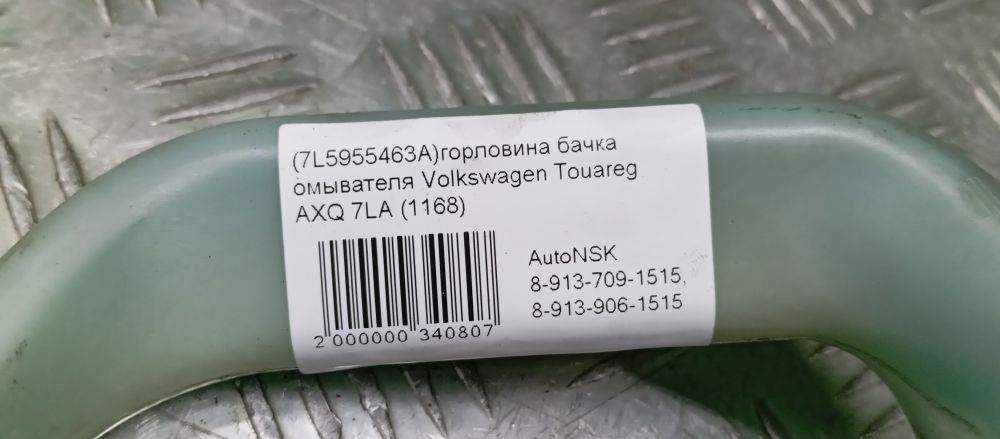 (7L5955463A)горловина бачка
омывателя Volkswagen Touareg
AXQ 7LA (1168)
AutoNSK
8-913-709-1515,
8-913-906-1515
2 000000 340807